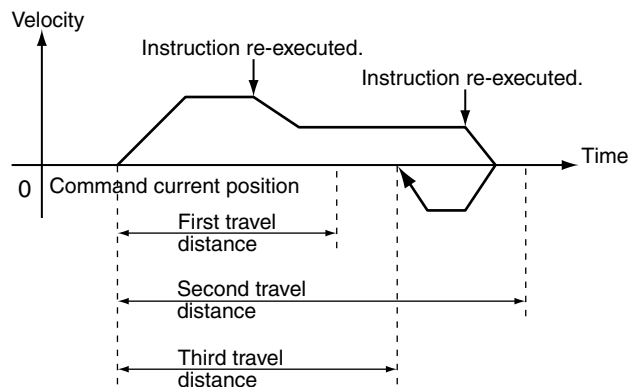 Velocity
Instruction re-executed.
Instruction re-executed.
Time
0
Command current position
First travel
distance
Second travel
distance
Third travel
distance